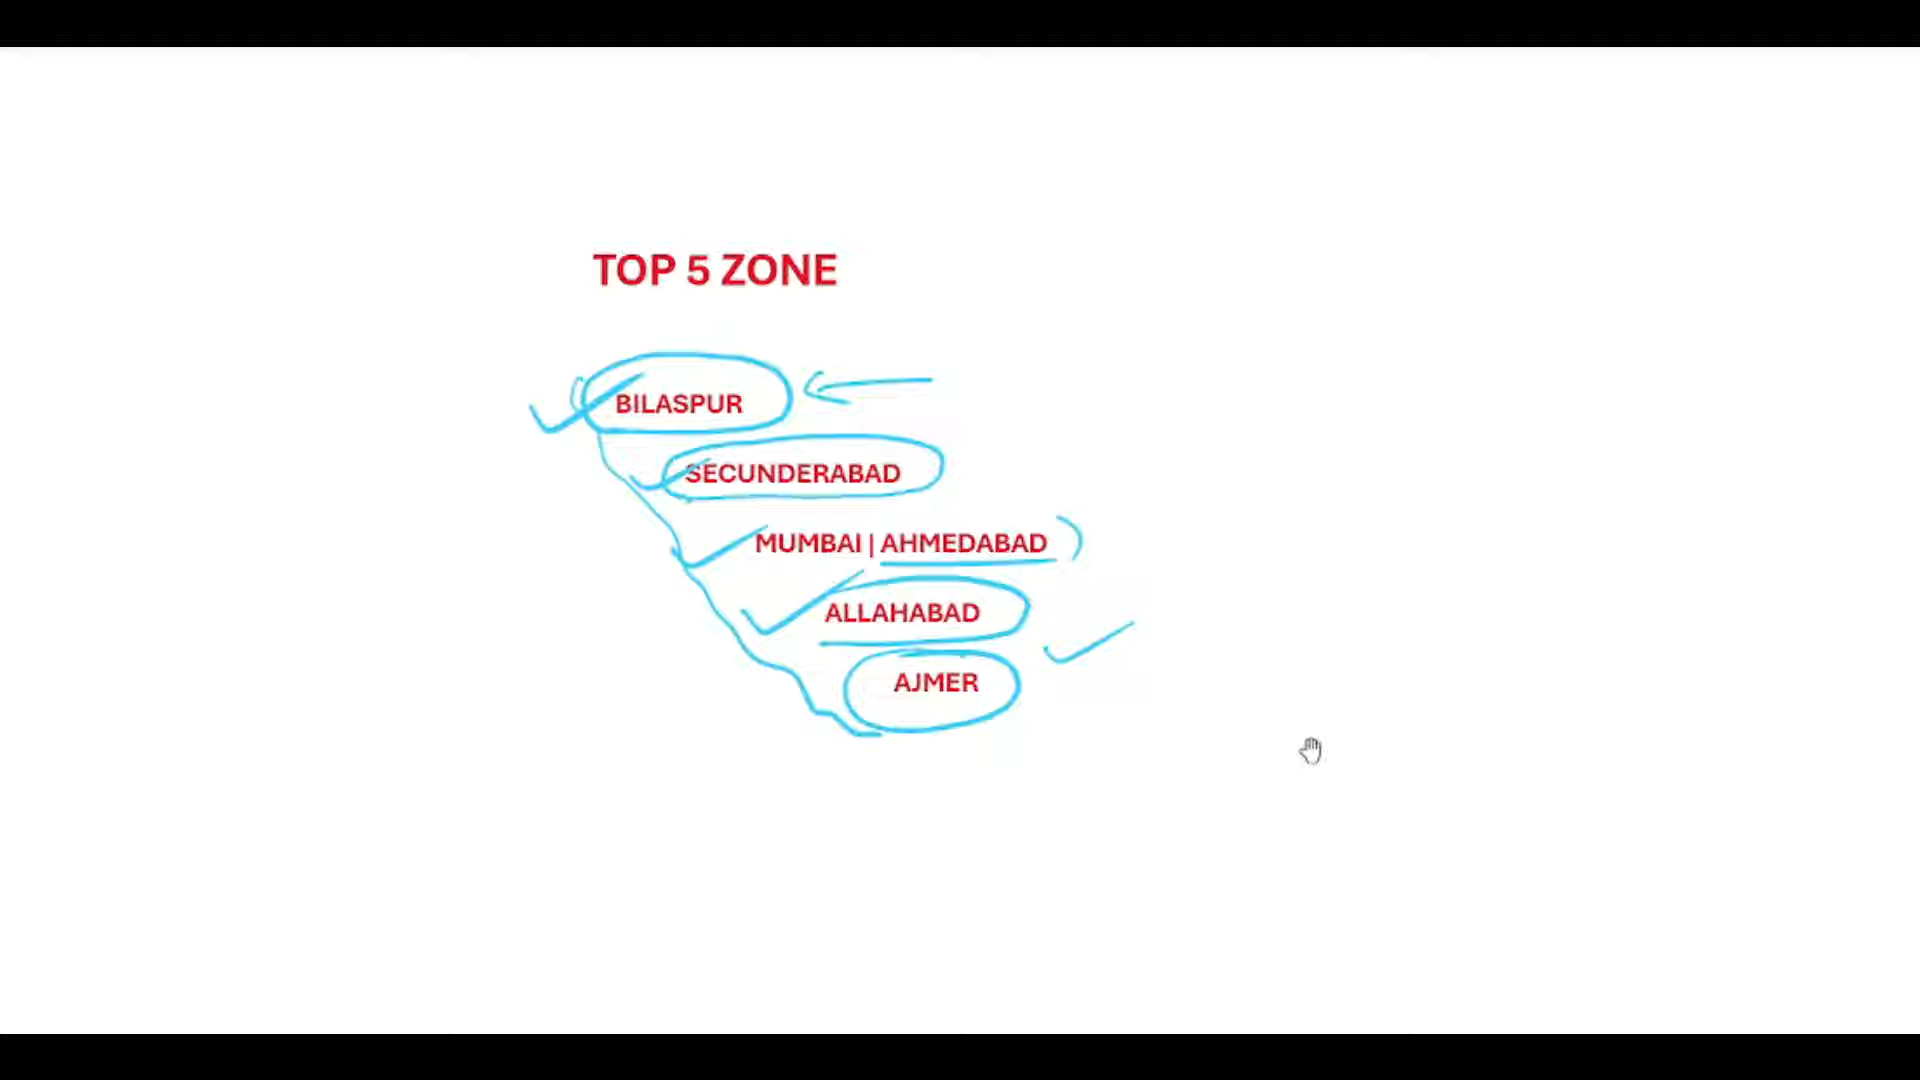 TOP 5 ZONE
BILASPUR
SECUNDERABAD
MUMBAI | AHMEDABAD
ALLAHABAD
AJMER